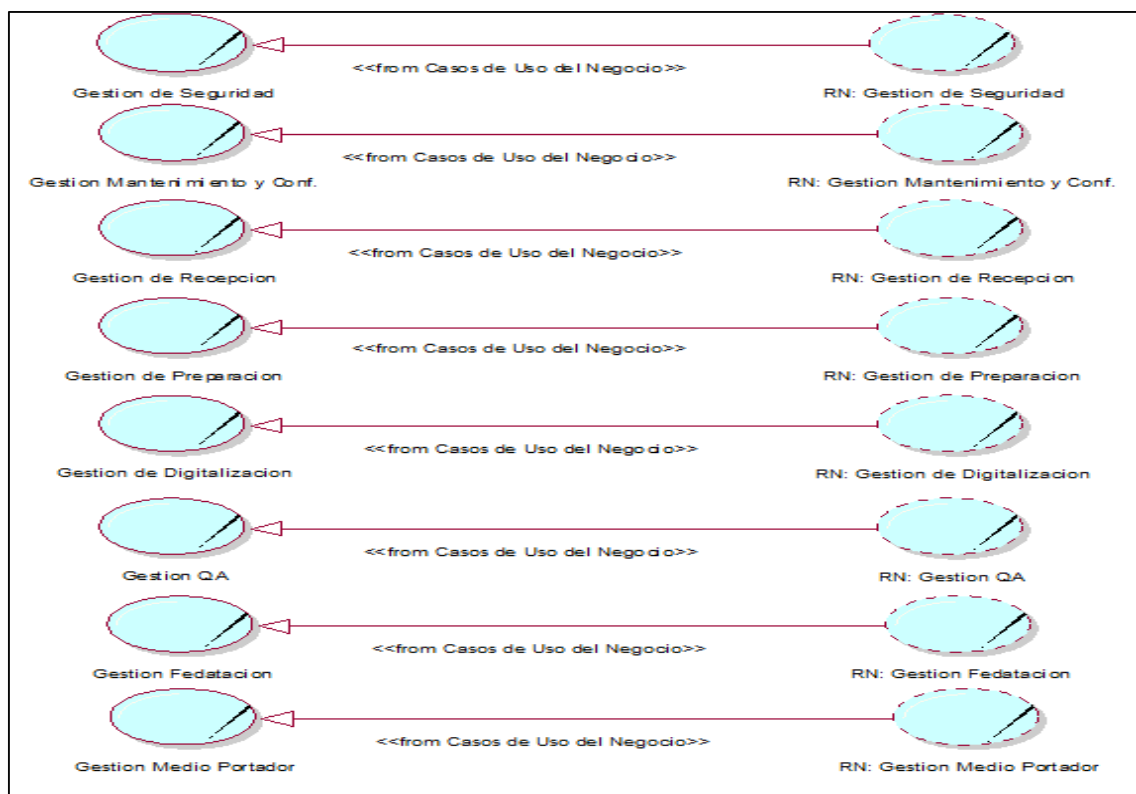 <<from Casos de Uso del Negocio>>
Gestion de Seguridad
RN: Gestion de Seguridad
<<from Casos de Uso del Negocio>>
Gestion Mantenimiento y Conf.
RN: Gestion Mantenimiento y Conf.
<<from Casos de Uso del Negocio>>
Gestion de Recepcion
RN: Gestion de Recepcion
<<from Casos de Uso del Negocio>>
Gestion de Preparacion
RN: Gestion de Preparacion
<<from Casos de Uso del Negocio>>
Gestion de Digitalizacion
RN: Gestion de Digitalizacion
<<from Casos de Uso del Negocio>>
Gestion QA
RN: Gestion QA
<<from Casos de Uso del Negocio>>
Gestion Fedatacion
RN: Gestion Fedatacion
<<from Casos de Uso del Negocio>>
Gestion Medio Portador
RN: Gestion Medio Portador